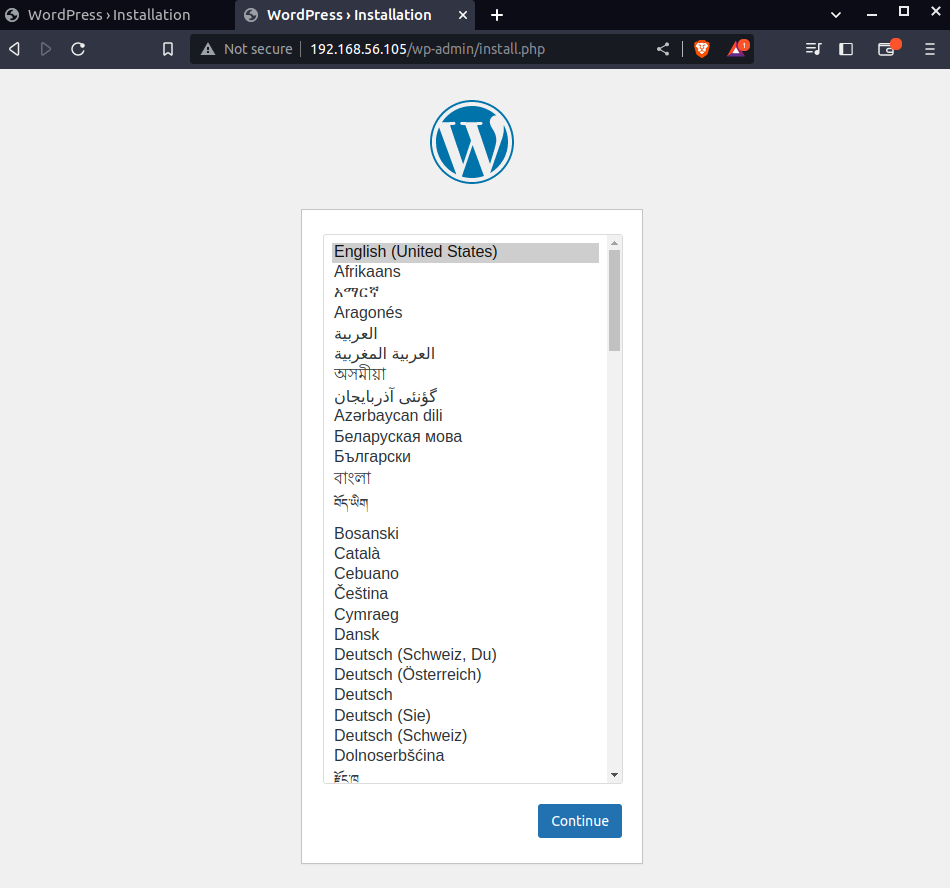 WordPress › Installation
WordPress › Installation
Not secure
192.168.56.105/wp-admin/install.php
1
English (United States)
Afrikaans
አማርኛ
Aragonés
العربية
العربية المغربية
অসমীয়া
گؤنئی آذربایجان
Azərbaycan dili
Беларуская мова
Български
বাংলা
བོད་ཡིག
Bosanski
Català
Cebuano
Čeština
Cymraeg
Dansk
Deutsch (Schweiz, Du)
Deutsch (Österreich)
Deutsch
Deutsch (Sie)
Deutsch (Schweiz)
Dolnoserbšćina
རྫོང་ཁ
Continue